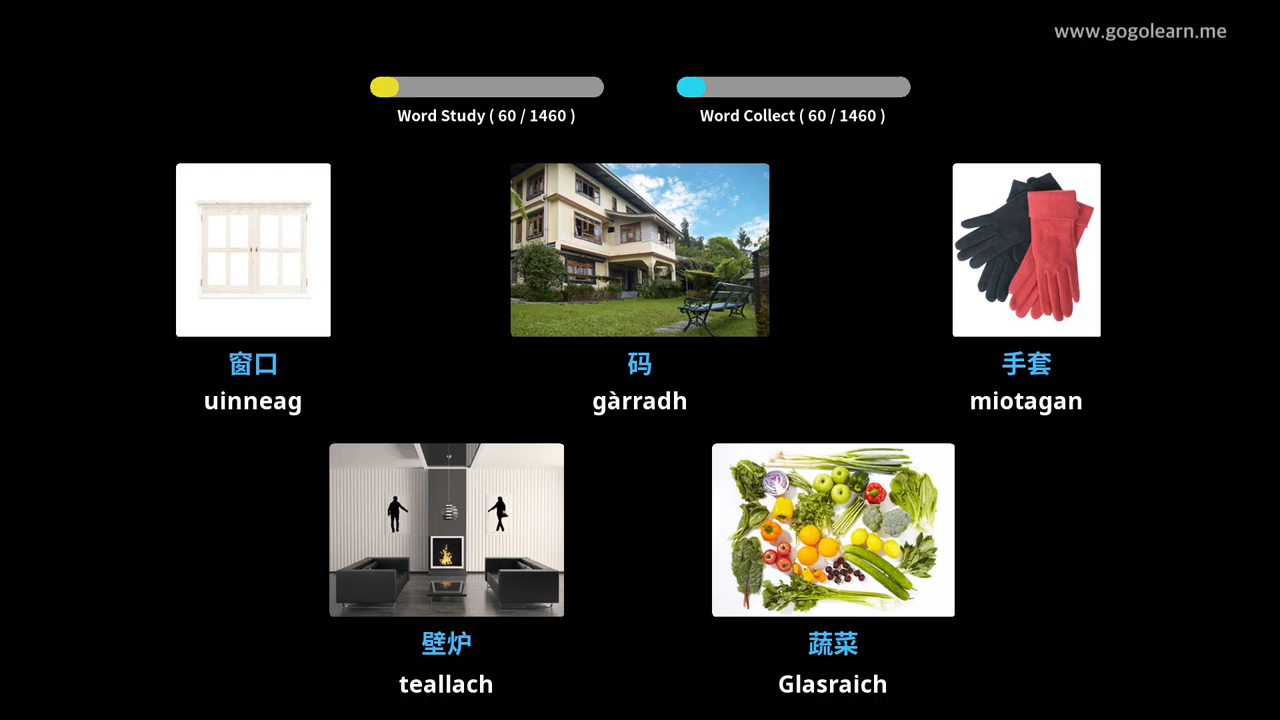 www.gogolearn.me
Word Study ( 60 / 1460 )
Word Collect ( 60 / 1460 )
窗口
码
手套
uinneag
gàrradh
miotagan
壁炉
蔬菜
teallach
Glasraich